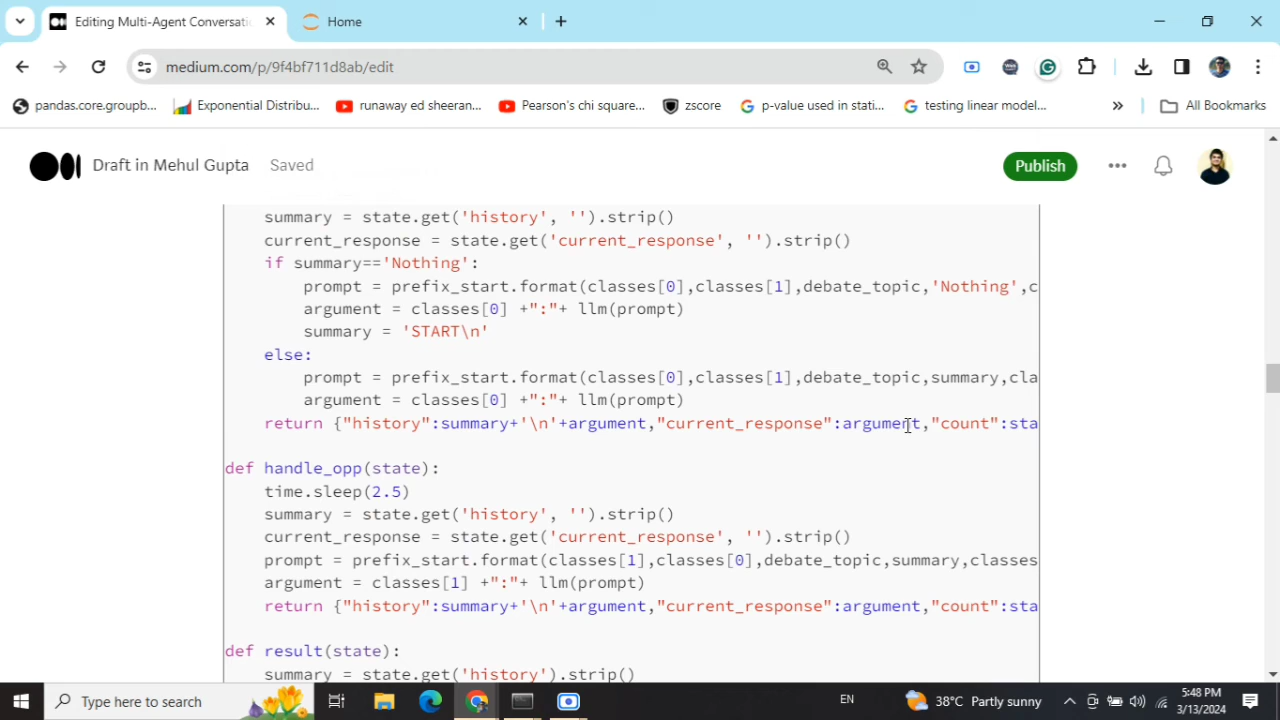 Editing Multi-Agent Conversatio
Home
medium.com/p/9f4bf711d8ab/edit
pandas.core.groupb...
Exponential Distribu...
runaway ed sheeran...
Pearson's chi square...
zscore
p-value used in stati...
testing linear model...
All Bookmarks
Draft in Mehul Gupta
Saved
Publish
summary = state.get('history', '').strip()
current_response = state.get('current_response', '').strip()
if summary=='Nothing':
prompt = prefix_start.format(classes[0],classes[1],debate_topic,'Nothing',c
argument = classes[0] +":"+ llm(prompt)
summary = 'START\n'
else:
prompt = prefix_start.format(classes[0],classes[1],debate_topic,summary,cla
argument = classes[0] +":"+ llm(prompt)
return {"history":summary+'\n'+argument,"current_response":argument,"count":sta
def handle_opp(state):
time.sleep(2.5)
summary = state.get('history', '').strip()
current_response = state.get('current_response', '').strip()
prompt = prefix_start.format(classes[1],classes[0],debate_topic,summary,classes
argument = classes[1] +":"+ llm(prompt)
return {"history":summary+'\n'+argument,"current_response":argument,"count":sta
def result(state):
summary = state.get('history').strip()
Type here to search
EN
38°C Partly sunny
5:48 PM
3/13/2024